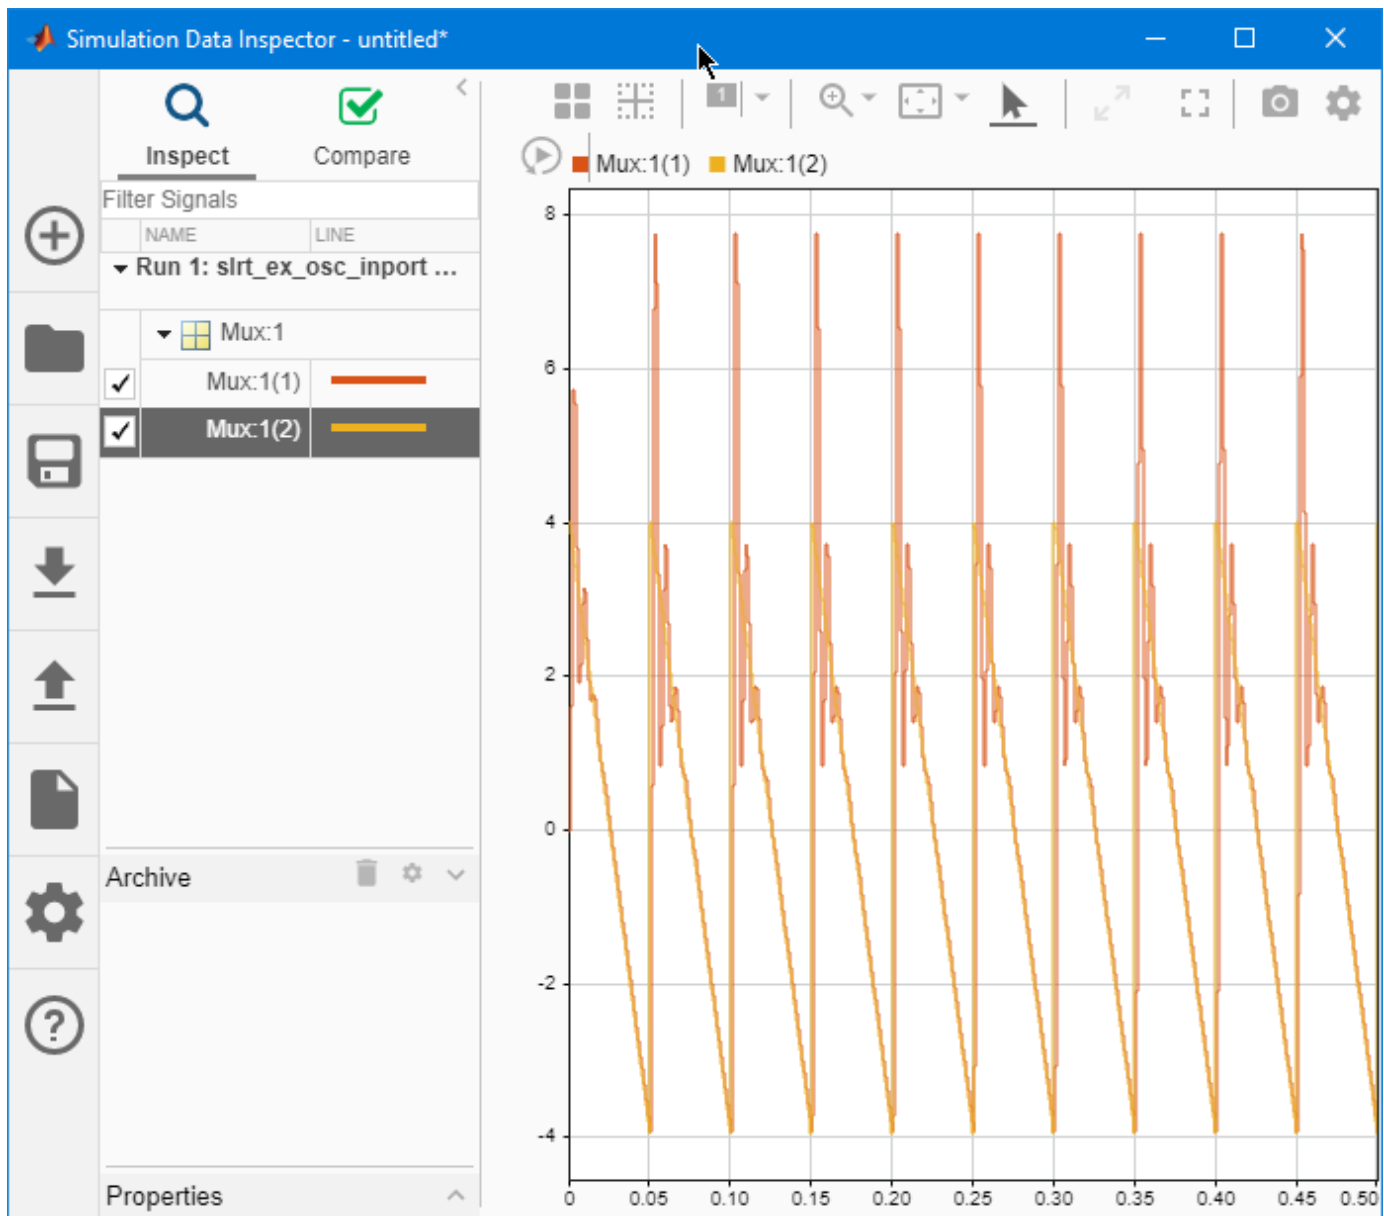 Simulation Data Inspector - untitled*
Inspect
Compare
1
Filter Signals
NAME
LINE
Run 1: slrt_ex_osc_inport ...
Mux:1
Mux:1(1)
Mux:1(2)
Archive
Properties
Mux:1(1)
Mux:1(2)
8
6
4
2
0
-2
-4
0
0.05
0.10
0.15
0.20
0.25
0.30
0.35
0.40
0.45
0.50